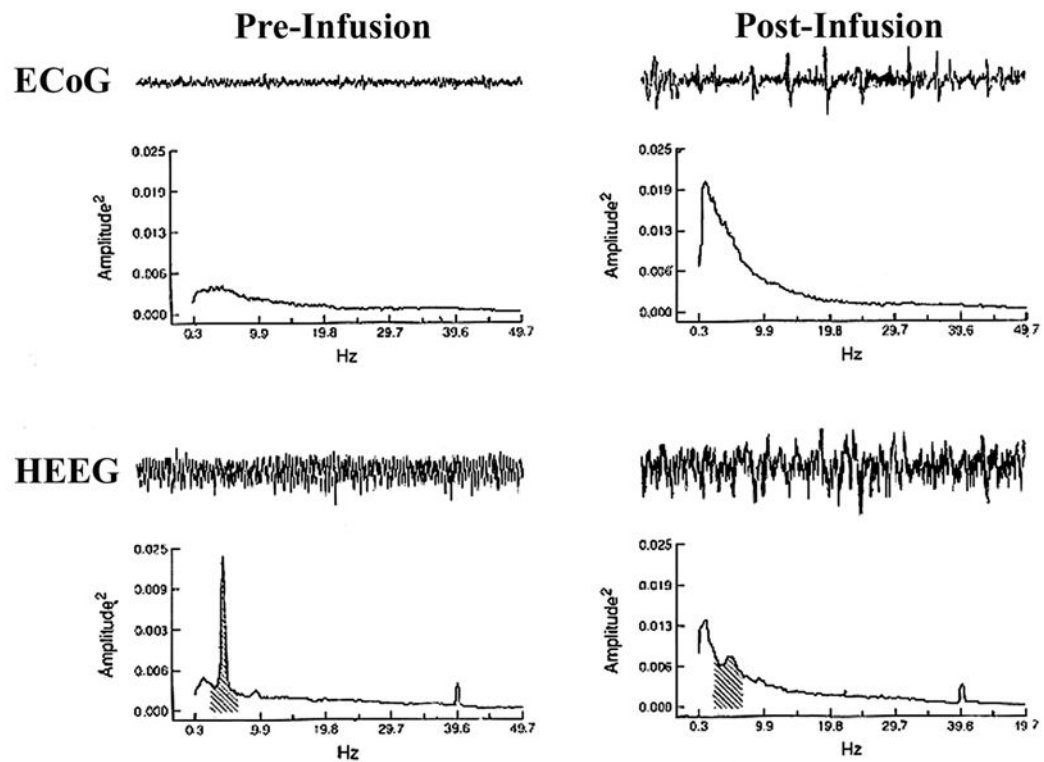 Pre-Infusion
Post-Infusion
ECoG
Amplitude²
0.025
0.019
0.013
0.006
0.000
0.3 9.9 19.8 29.7 39.6 49.7
Hz
Amplitude²
0.025
0.019
0.013
0.006
0.000
0.3 9.9 19.8 29.7 39.6 49.7
Hz
HEEG
Amplitude²
0.025
0.009
0.003
0.006
0.000
0.3 9.9 19.8 29.7 39.6 49.7
Hz
Amplitude²
0.025
0.019
0.013
0.006
0.000
0.3 9.9 19.8 29.7 39.6 19.7
Hz